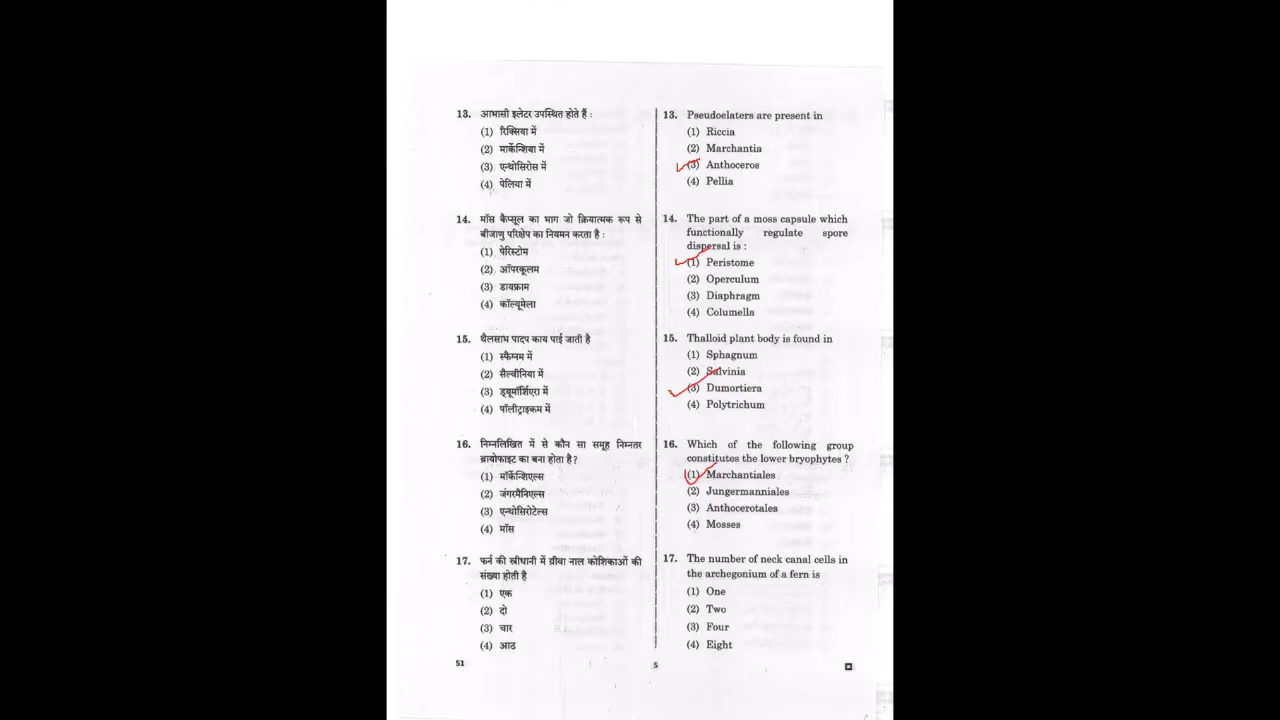 13. आभासी इलेटर उपस्थित होते हैं :
(1) रिक्सिया में
(2) मार्केन्शिया में
(3) एन्थोसिरोस में
(4) पेलिया में
14. मॉस कैप्सूल का भाग जो क्रियात्मक रूप से
बीजाणु परिक्षेप का नियमन करता है :
(1) पेरिस्टोम
(2) ऑपरकूलम
(3) डायफ्राम
(4) कॉल्यूमेला
15. थैलसाभ पादप काय पाई जाती है
(1) स्फैग्नम में
(2) सैल्वीनिया में
(3) ड्यूमॉर्शिएरा में
(4) पॉलीट्राइकम में
16. निम्नलिखित में से कौन सा समूह निम्नतर
ब्रायोफाइट का बना होता है ?
(1) मॉर्केन्शिएल्स
(2) जंगरमैनिएल्स
(3) एन्थोसिरोटेल्स
(4) मॉस
17. फर्न की स्त्रीधानी में ग्रीवा नाल कोशिकाओं की
संख्या होती है
(1) एक
(2) दो
(3) चार
(4) आठ
13. Pseudoelaters are present in
(1) Riccia
(2) Marchantia
(3) Anthoceros
(4) Pellia
14. The part of a moss capsule which
functionally regulate spore
dispersal is :
(1) Peristome
(2) Operculum
(3) Diaphragm
(4) Columella
15. Thalloid plant body is found in
(1) Sphagnum
(2) Salvinia
(3) Dumortiera
(4) Polytrichum
16. Which of the following group
constitutes the lower bryophytes ?
(1) Marchantiales
(2) Jungermanniales
(3) Anthocerotales
(4) Mosses
17. The number of neck canal cells in
the archegonium of a fern is
(1) One
(2) Two
(3) Four
(4) Eight
51 5